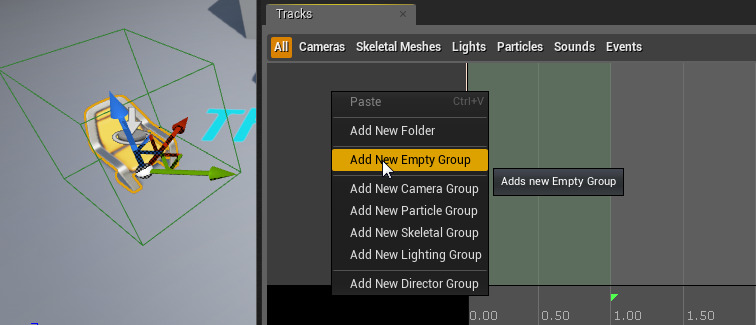 Tracks
All Cameras Skeletal Meshes Lights Particles Sounds Events
Paste Ctrl+V
Add New Folder
Add New Empty Group
Adds new Empty Group
Add New Camera Group
Add New Particle Group
Add New Skeletal Group
Add New Lighting Group
Add New Director Group
0.00 0.50 1.00 1.50